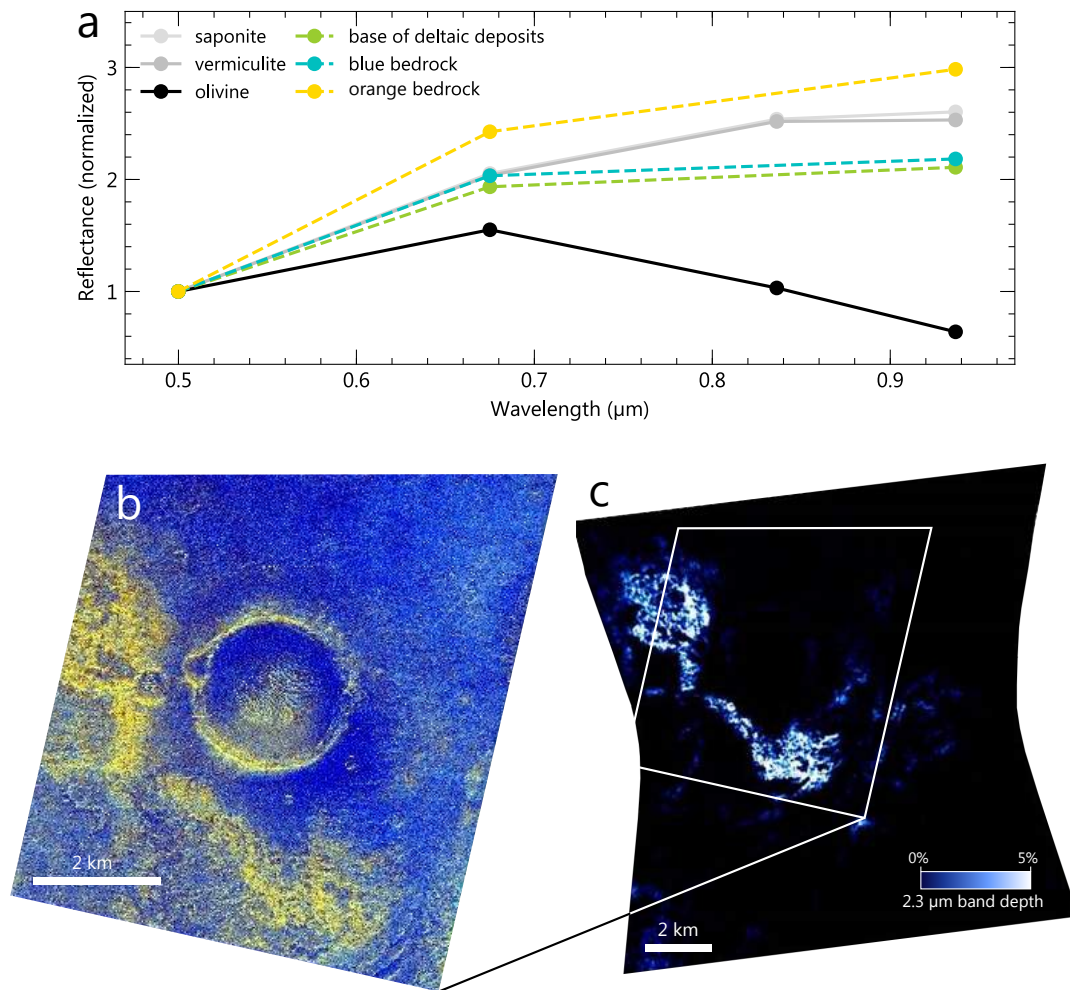 a
saponite
vermiculite
olivine
base of deltaic deposits
blue bedrock
orange bedrock
Reflectance (normalized)
3
2
1
0.5 0.6 0.7 0.8 0.9
Wavelength (μm)
b
2 km
c
0% 5%
2.3 μm band depth
2 km